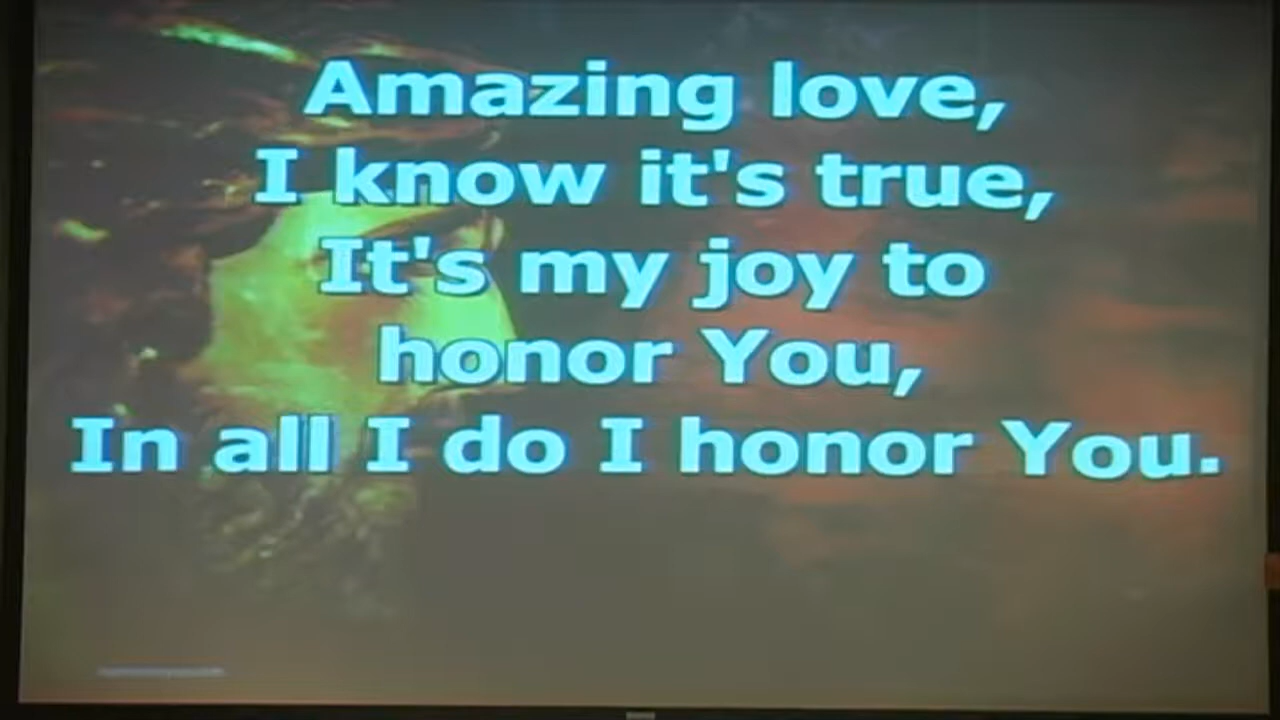 Amazing love,
I know it's true,
It's my joy to
honor You,
In all I do I honor You.